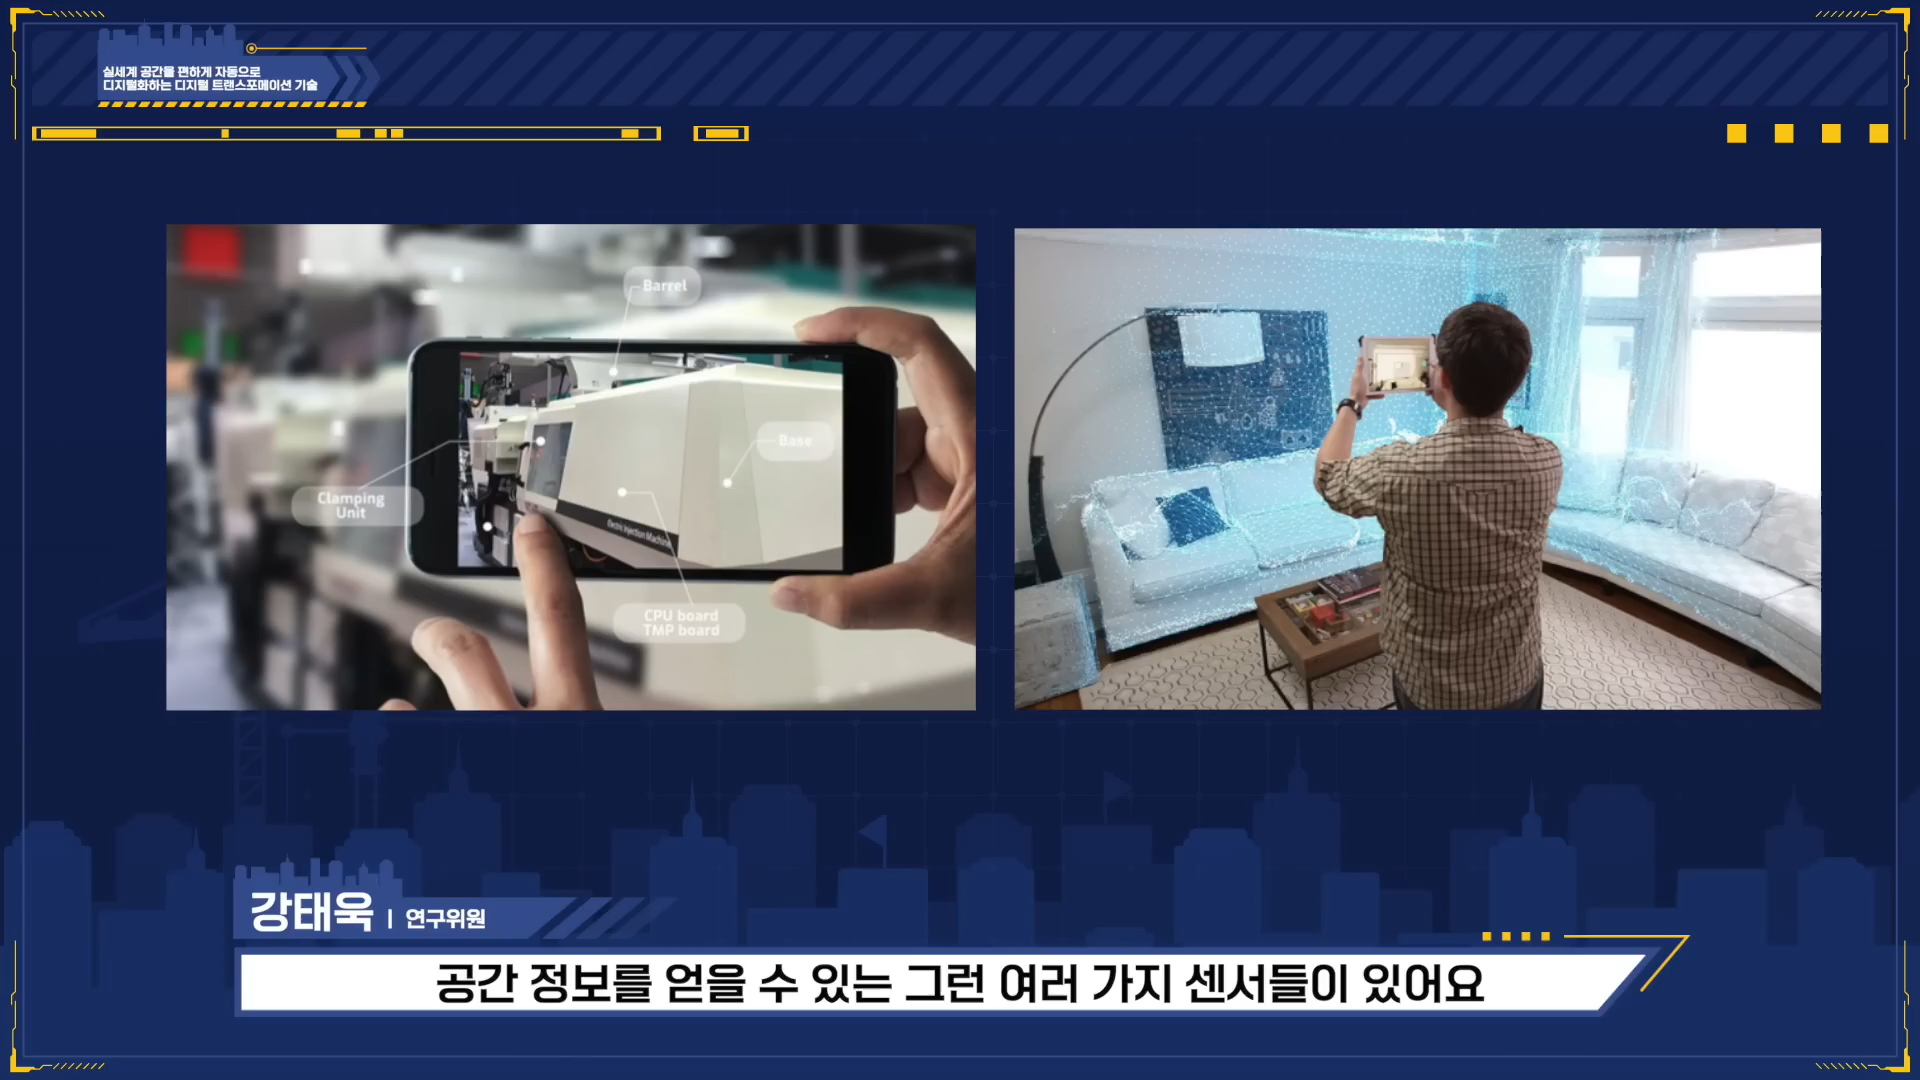 실세계 공간을 편하게 자동으로
디지털화하는 디지털 트랜스포메이션 기술
Barrel
Base
Clamping
Unit
Electric Injection Machine
CPU board
TMP board
강태욱 | 연구위원
공간 정보를 얻을 수 있는 그런 여러 가지 센서들이 있어요